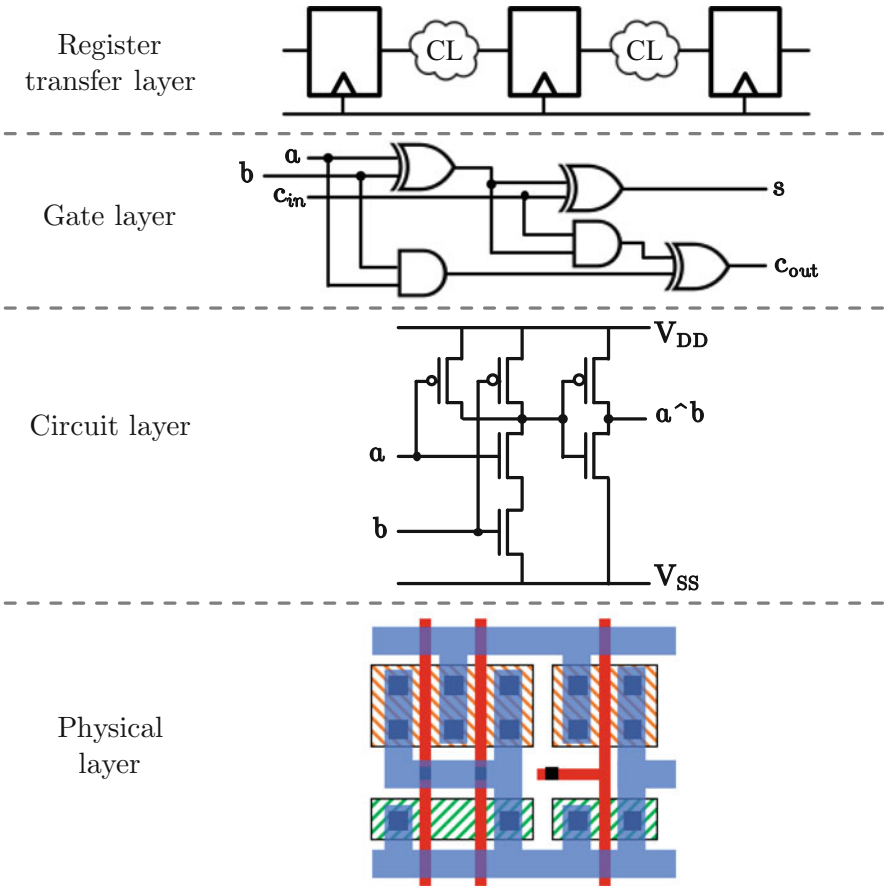 Register
transfer layer
CL
CL
Gate layer
a
b
c_in
s
c_out
Circuit layer
V_DD
a^b
a
b
V_SS
Physical
layer